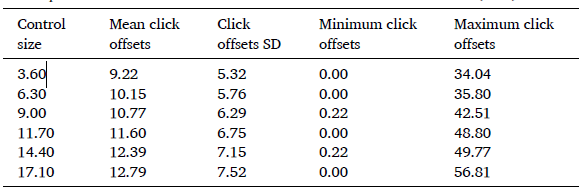 Control Mean click Click Minimum click Maximum click
size offsets offsets SD offsets offsets
3.60 9.22 5.32 0.00 34.04
6.30 10.15 5.76 0.00 35.80
9.00 10.77 6.29 0.22 42.51
11.70 11.60 6.75 0.00 48.80
14.40 12.39 7.15 0.22 49.77
17.10 12.79 7.52 0.00 56.81